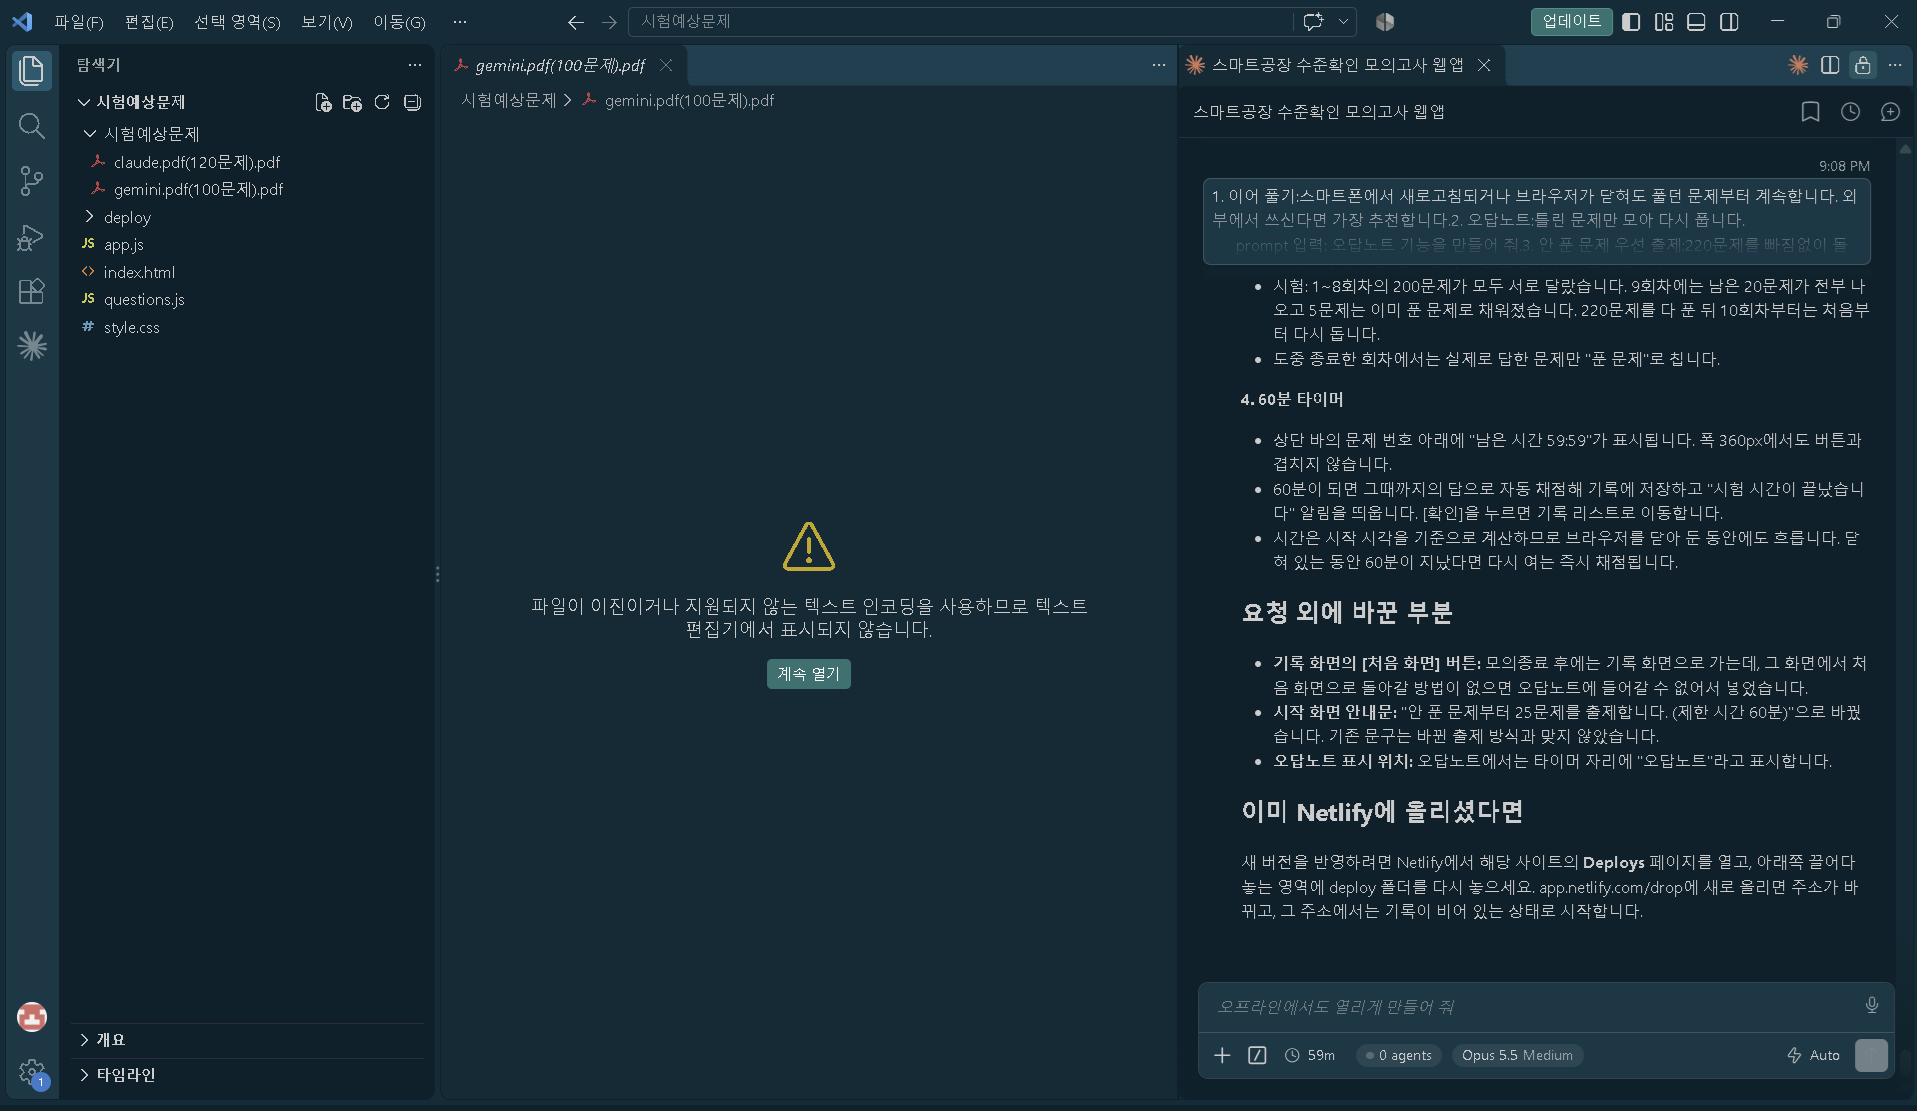 파일(F) 편집(E) 선택 영역(S) 보기(V) 이동(G) ··· 시험예상문제 업데이트
탐색기
시험예상문제
시험예상문제
claude.pdf(120문제).pdf
gemini.pdf(100문제).pdf
deploy
JS app.js
<> index.html
JS questions.js
# style.css
개요
타임라인
1
gemini.pdf(100문제).pdf
시험예상문제 > gemini.pdf(100문제).pdf
파일이 이진이거나 지원되지 않는 텍스트 인코딩을 사용하므로 텍스트
편집기에서 표시되지 않습니다.
계속 열기
스마트공장 수준확인 모의고사 웹앱
스마트공장 수준확인 모의고사 웹앱
9:08 PM
1. 이어 풀기:스마트폰에서 새로고침되거나 브라우저가 닫혀도 풀던 문제부터 계속합니다. 외
부에서 쓰신다면 가장 추천합니다.2. 오답노트:틀린 문제만 모아 다시 풉니다.
prompt 입력: 오답노트 기능을 만들어 줘.3. 안 푼 문제 우선 출제:220문제를 빠짐없이 돌
• 시험: 1~8회차의 200문제가 모두 서로 달랐습니다. 9회차에는 남은 20문제가 전부 나
오고 5문제는 이미 푼 문제로 채워졌습니다. 220문제를 다 푼 뒤 10회차부터는 처음부
터 다시 돕니다.
• 도중 종료한 회차에서는 실제로 답한 문제만 "푼 문제"로 칩니다.
4. 60분 타이머
• 상단 바의 문제 번호 아래에 "남은 시간 59:59"가 표시됩니다. 폭 360px에서도 버튼과
겹치지 않습니다.
• 60분이 되면 그때까지의 답으로 자동 채점해 기록에 저장하고 "시험 시간이 끝났습니
다" 알림을 띄웁니다. [확인]을 누르면 기록 리스트로 이동합니다.
• 시간은 시작 시각을 기준으로 계산하므로 브라우저를 닫아 둔 동안에도 흐릅니다. 닫
혀 있는 동안 60분이 지났다면 다시 여는 즉시 채점됩니다.
요청 외에 바꾼 부분
• 기록 화면의 [처음 화면] 버튼: 모의종료 후에는 기록 화면으로 가는데, 그 화면에서 처
음 화면으로 돌아갈 방법이 없으면 오답노트에 들어갈 수 없어서 넣었습니다.
• 시작 화면 안내문: "안 푼 문제부터 25문제를 출제합니다. (제한 시간 60분)"으로 바꿨
습니다. 기존 문구는 바뀐 출제 방식과 맞지 않았습니다.
• 오답노트 표시 위치: 오답노트에서는 타이머 자리에 "오답노트"라고 표시합니다.
이미 Netlify에 올리셨다면
새 버전을 반영하려면 Netlify에서 해당 사이트의 Deploys 페이지를 열고, 아래쪽 끌어다
놓는 영역에 deploy 폴더를 다시 놓으세요. app.netlify.com/drop에 새로 올리면 주소가 바
뀌고, 그 주소에서는 기록이 비어 있는 상태로 시작합니다.
오프라인에서도 열리게 만들어 줘
59m 0 agents Opus 5.5 Medium Auto